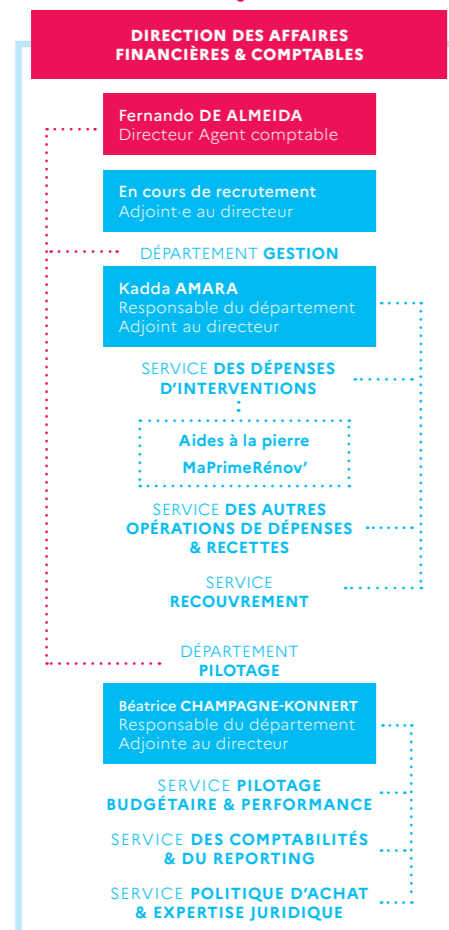 DIRECTION DES AFFAIRES
FINANCIÈRES & COMPTABLES
Fernando DE ALMEIDA
Directeur Agent comptable
En cours de recrutement
Adjoint·e au directeur
DÉPARTEMENT GESTION
Kadda AMARA
Responsable du département
Adjoint au directeur
SERVICE DES DÉPENSES
D'INTERVENTIONS
Aides à la pierre
MaPrimeRénov'
SERVICE DES AUTRES
OPÉRATIONS DE DÉPENSES
& RECETTES
SERVICE
RECOUVREMENT
DÉPARTEMENT
PILOTAGE
Béatrice CHAMPAGNE-KONNERT
Responsable du département
Adjointe au directeur
SERVICE PILOTAGE
BUDGÉTAIRE & PERFORMANCE
SERVICE DES COMPTABILITÉS
& DU REPORTING
SERVICE POLITIQUE D'ACHAT
& EXPERTISE JURIDIQUE